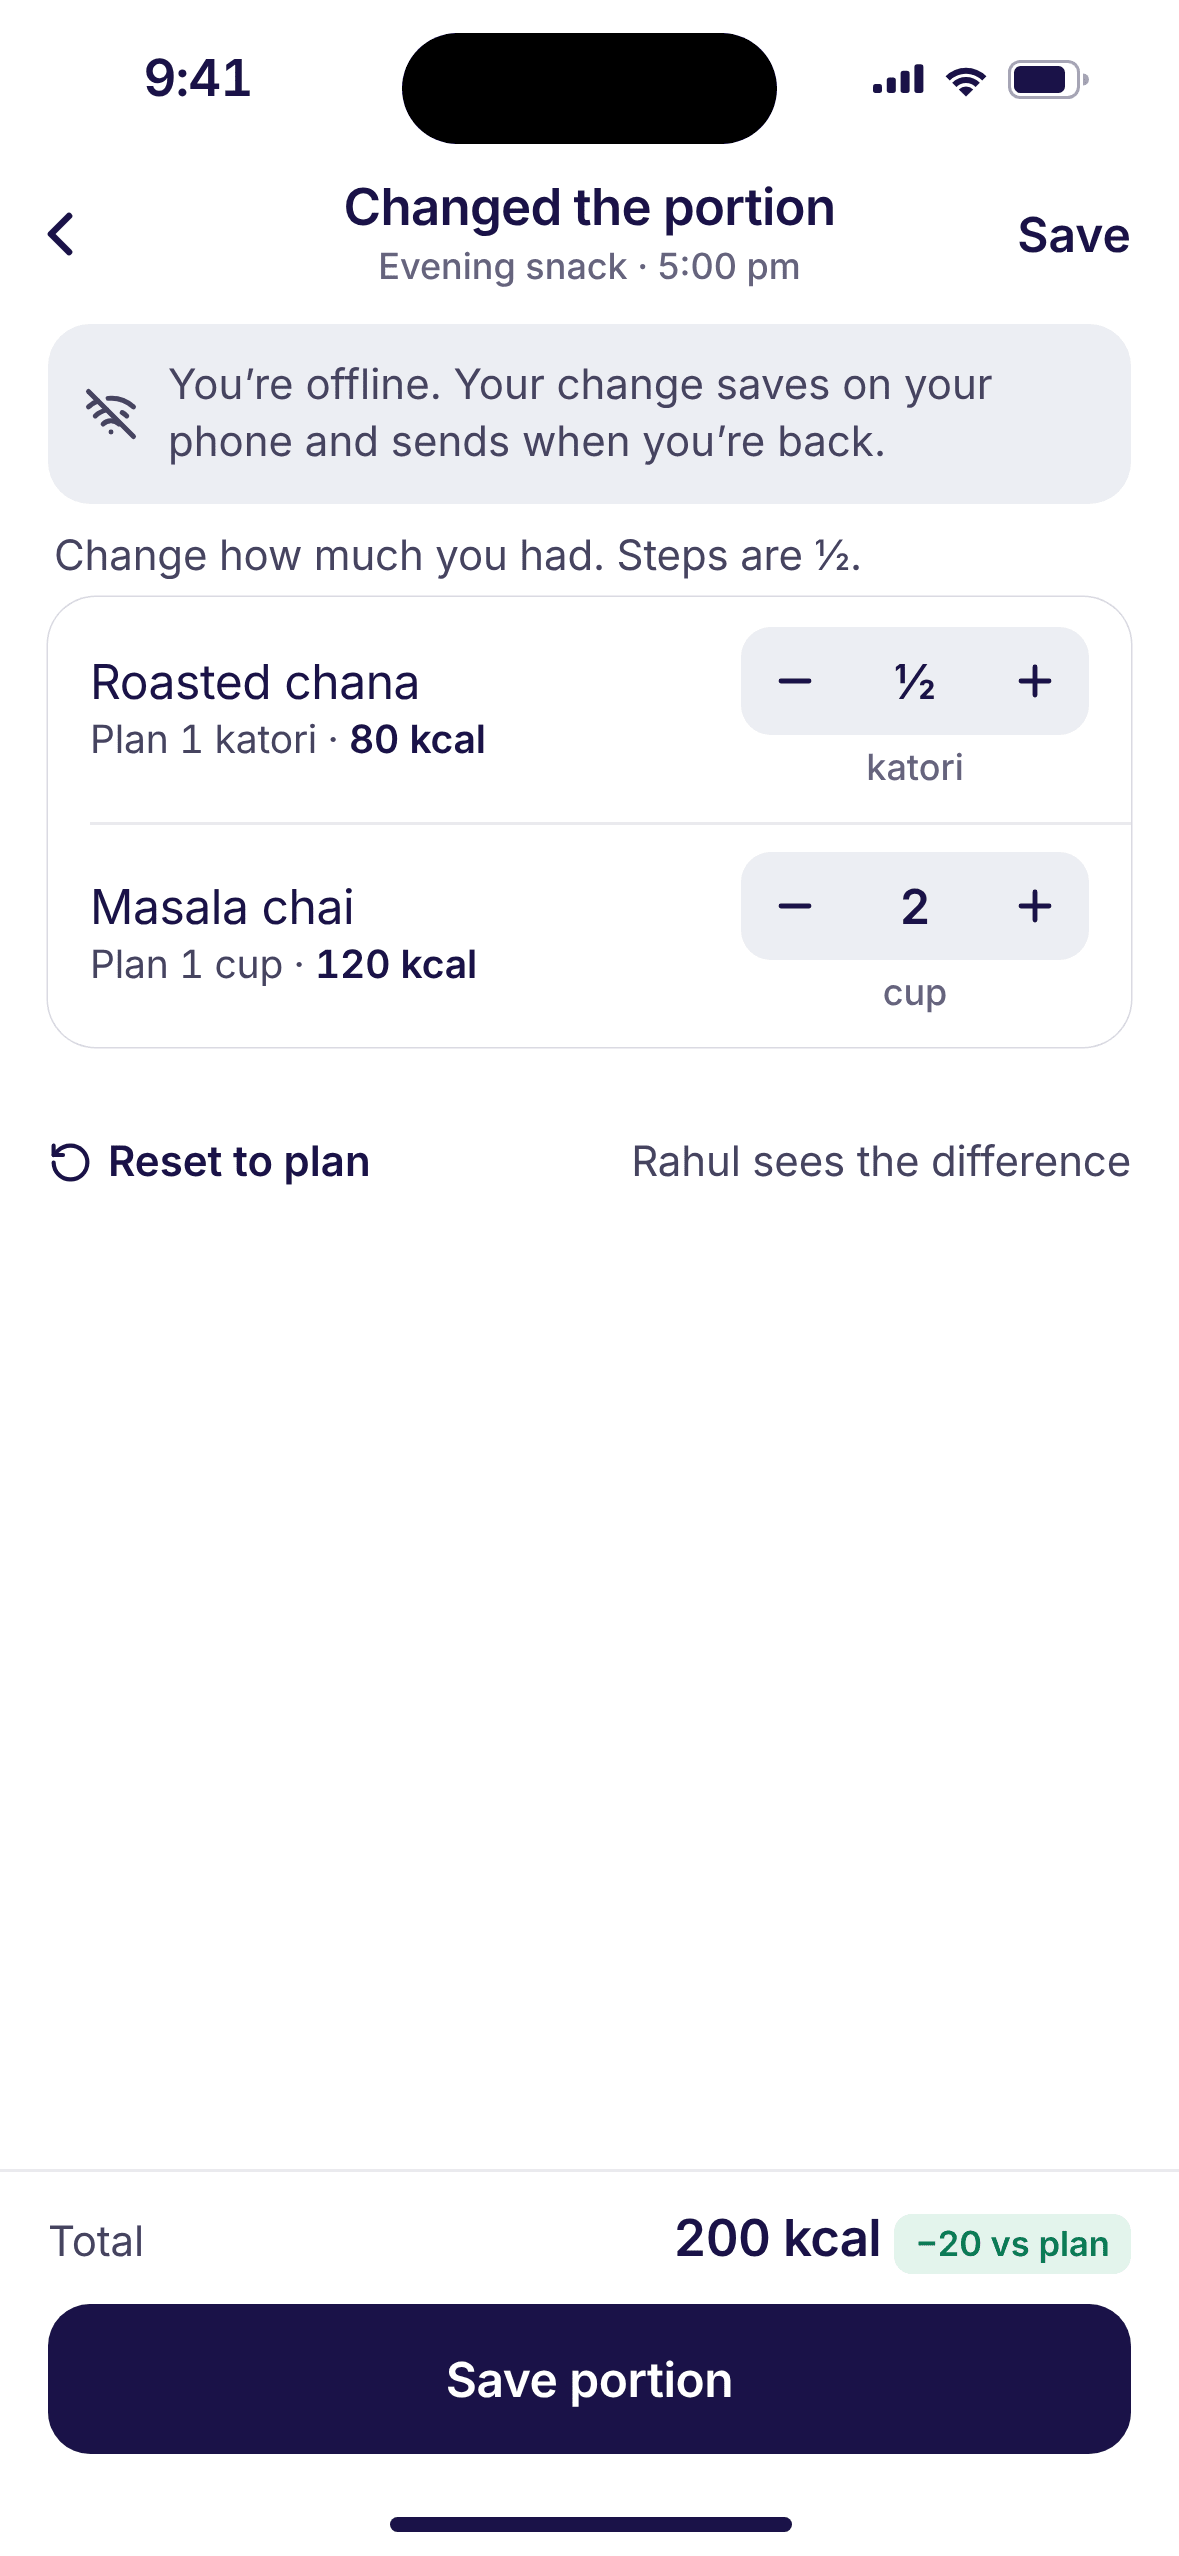 9:41
Changed the portion
Save
Evening snack · 5:00 pm
You’re offline. Your change saves on your
phone and sends when you’re back.
Change how much you had. Steps are ½.
Roasted chana
Plan 1 katori · 80 kcal
− ½ +
katori
Masala chai
Plan 1 cup · 120 kcal
− 2 +
cup
Reset to plan
Rahul sees the difference
Total
200 kcal
−20 vs plan
Save portion